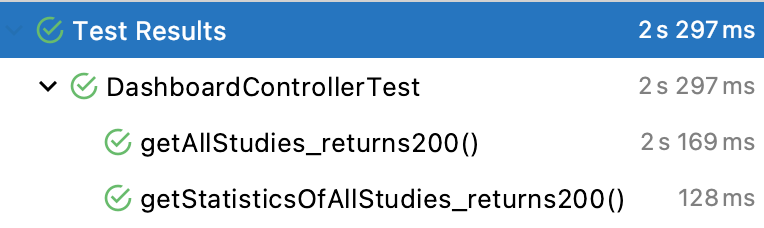 Test Results 2 s 297 ms
DashboardControllerTest 2 s 297 ms
getAllStudies_returns200() 2 s 169 ms
getStatisticsOfAllStudies_returns200() 128 ms